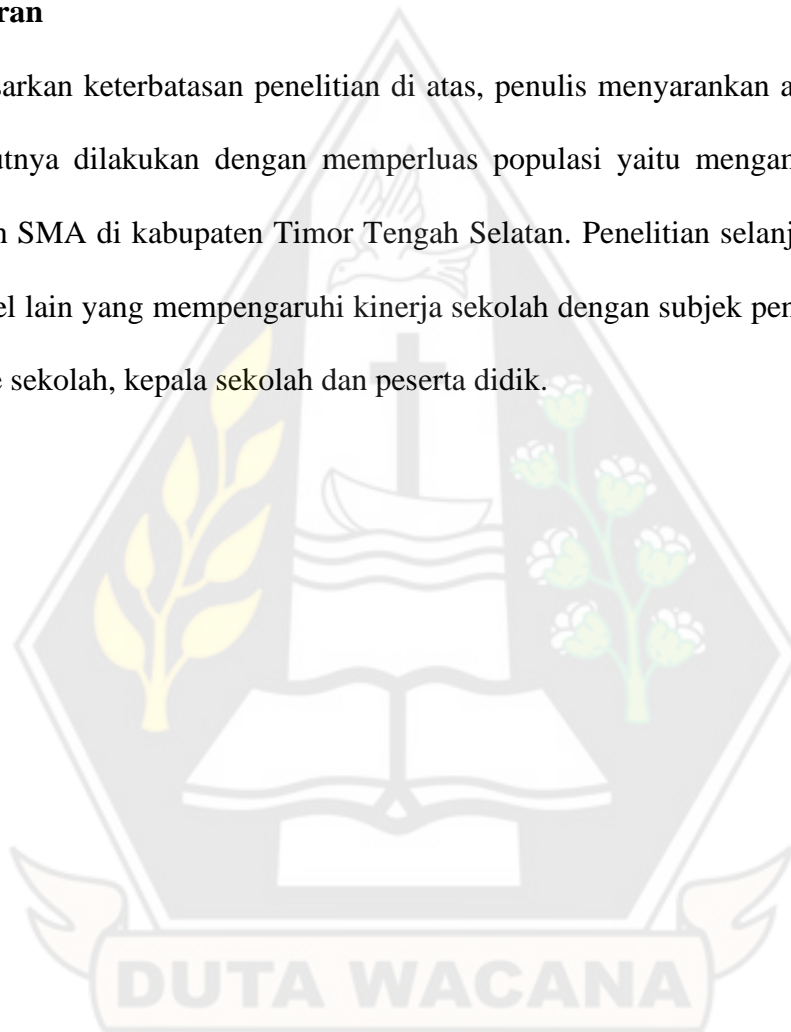 ran
sarkan keterbatasan penelitian di atas, penulis menyarankan a
utnya dilakukan dengan memperluas populasi yaitu mengan
n SMA di kabupaten Timor Tengah Selatan. Penelitian selanj
el lain yang mempengaruhi kinerja sekolah dengan subjek pen
e sekolah, kepala sekolah dan peserta didik.
DUTA WACANA